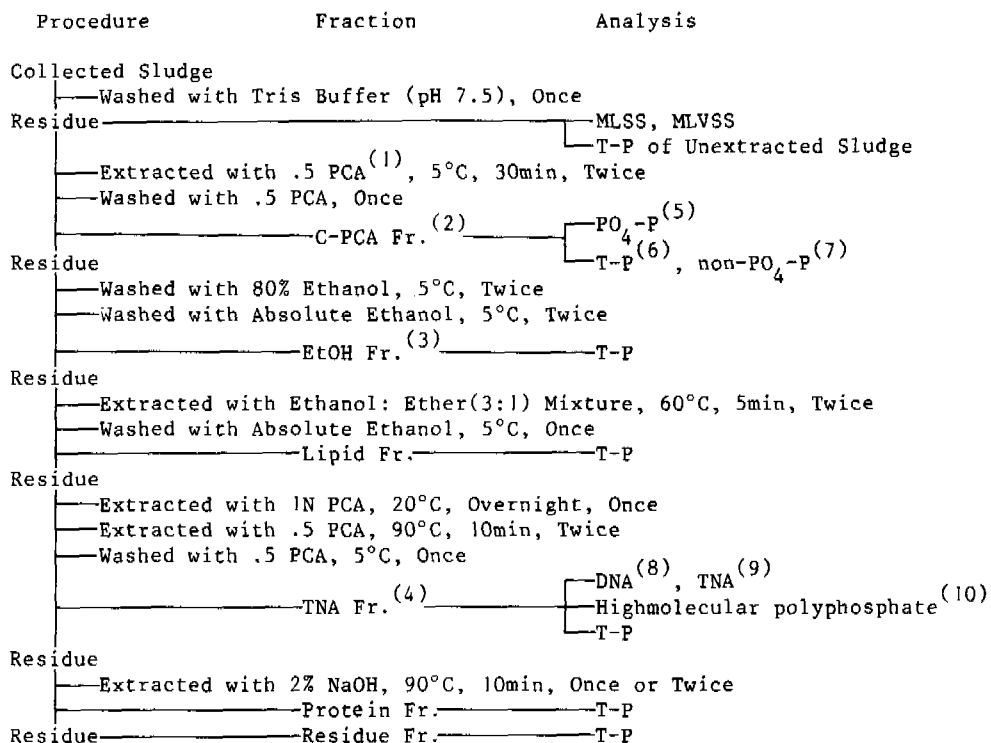 Procedure Fraction Analysis
Collected Sludge
Washed with Tris Buffer (pH 7.5), Once
Residue MLSS, MLVSS
T-P of Unextracted Sludge
Extracted with .5 PCA(1), 5°C, 30min, Twice
Washed with .5 PCA, Once
C-PCA Fr.(2) PO4-P(5)
T-P(6), non-PO4-P(7)
Residue
Washed with 80% Ethanol, 5°C, Twice
Washed with Absolute Ethanol, 5°C, Twice
EtOH Fr.(3) T-P
Residue
Extracted with Ethanol: Ether(3:1) Mixture, 60°C, 5min, Twice
Washed with Absolute Ethanol, 5°C, Once
Lipid Fr. T-P
Residue
Extracted with 1N PCA, 20°C, Overnight, Once
Extracted with .5 PCA, 90°C, 10min, Twice
Washed with .5 PCA, 5°C, Once
DNA(8), TNA(9)
TNA Fr.(4) Highmolecular polyphosphate(10)
T-P
Residue
Extracted with 2% NaOH, 90°C, 10min, Once or Twice
Protein Fr. T-P
Residue Residue Fr. T-P